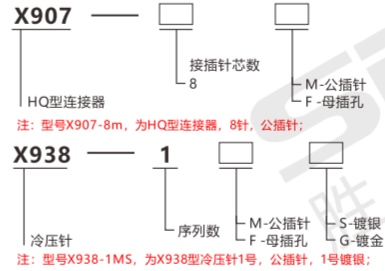 X907 — □ □
接插针芯数
8
M-公插针
F -母插孔
HQ型连接器
注：型号X907-8m，为HQ型连接器，8针，公插针；
X938 — 1 □ □
序列数
M-公插针
F -母插孔
S-镀银
G-镀金
冷压针
注：型号X938-1MS，为X938型冷压针1号，公插针，1号镀银；
胜